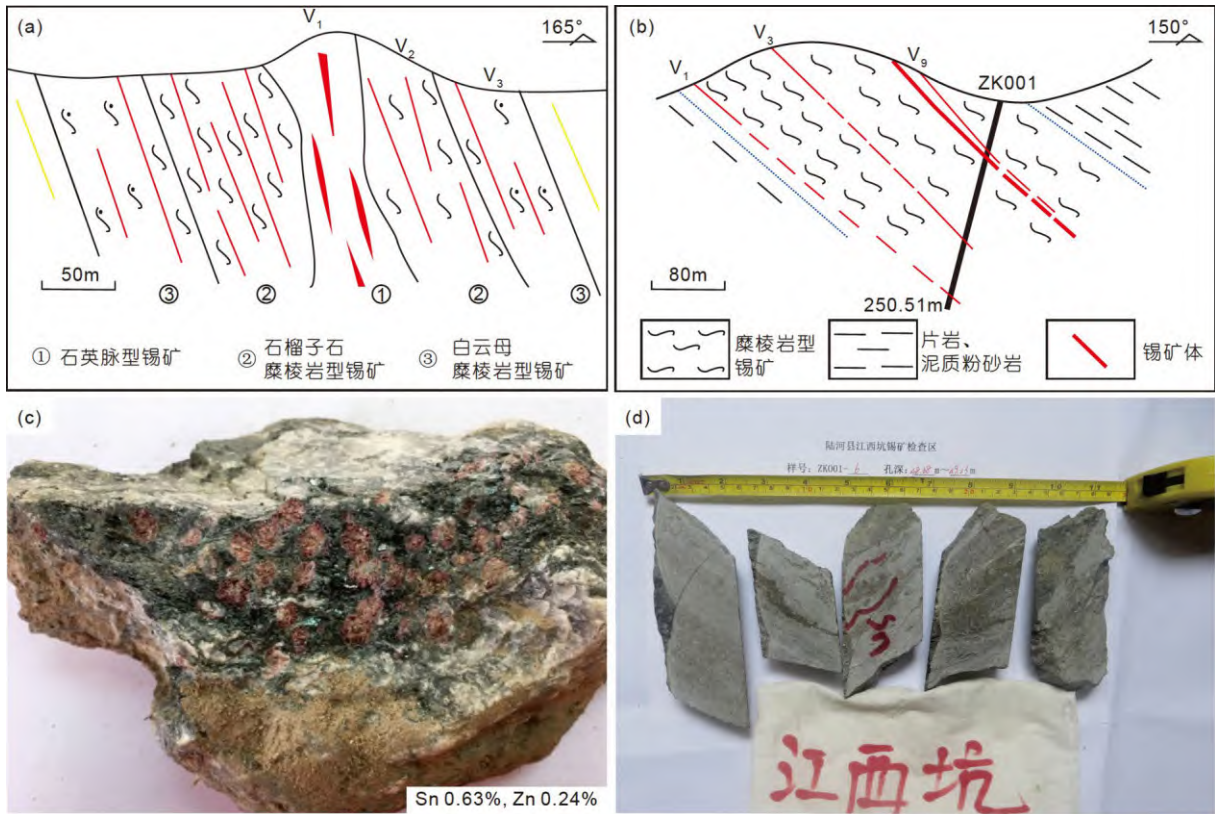 (a)
V1
V2
V3
165°
50m
③
②
①
②
③
① 石英脉型锡矿
② 石榴子石
糜棱岩型锡矿
③ 白云母
糜棱岩型锡矿
(b)
V1
V3
V9
ZK001
150°
80m
250.51m
糜棱岩型
锡矿
片岩、
泥质粉砂岩
锡矿体
(c)
Sn 0.63%, Zn 0.24%
(d)
陆河县江西坑锡矿检查区
样号: ZK001- 6 孔深: m~ m
Sn
江西坑